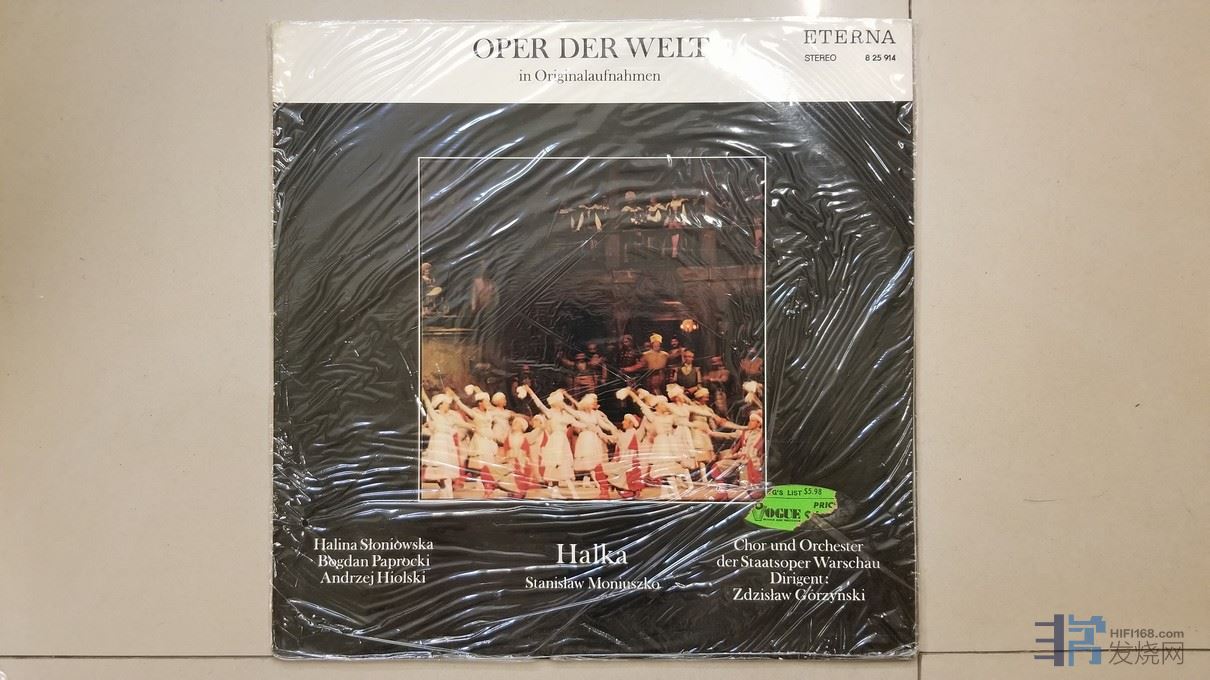 OPER DER WELT
in Originalaufnahmen
ETERNA
STEREO 8 25 914
G'S LIST $5.98
PRIC
VOGUE $
Halina Słoniowska
Bogdan Paprocki
Andrzej Hiolski
Halka
Stanisław Moniuszko
Chor und Orchester
der Staatsoper Warschau
Dirigent:
Zdzisław Górzyński
HIFI168.com
发烧网